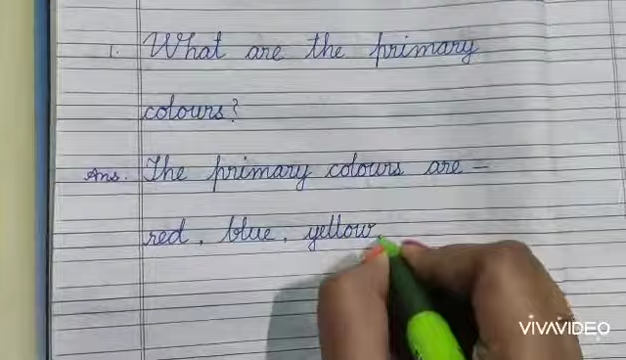 1. What are the primary
colours?
Ans. The primary colours are —
red, blue, yellow.
VIVAVIDEO